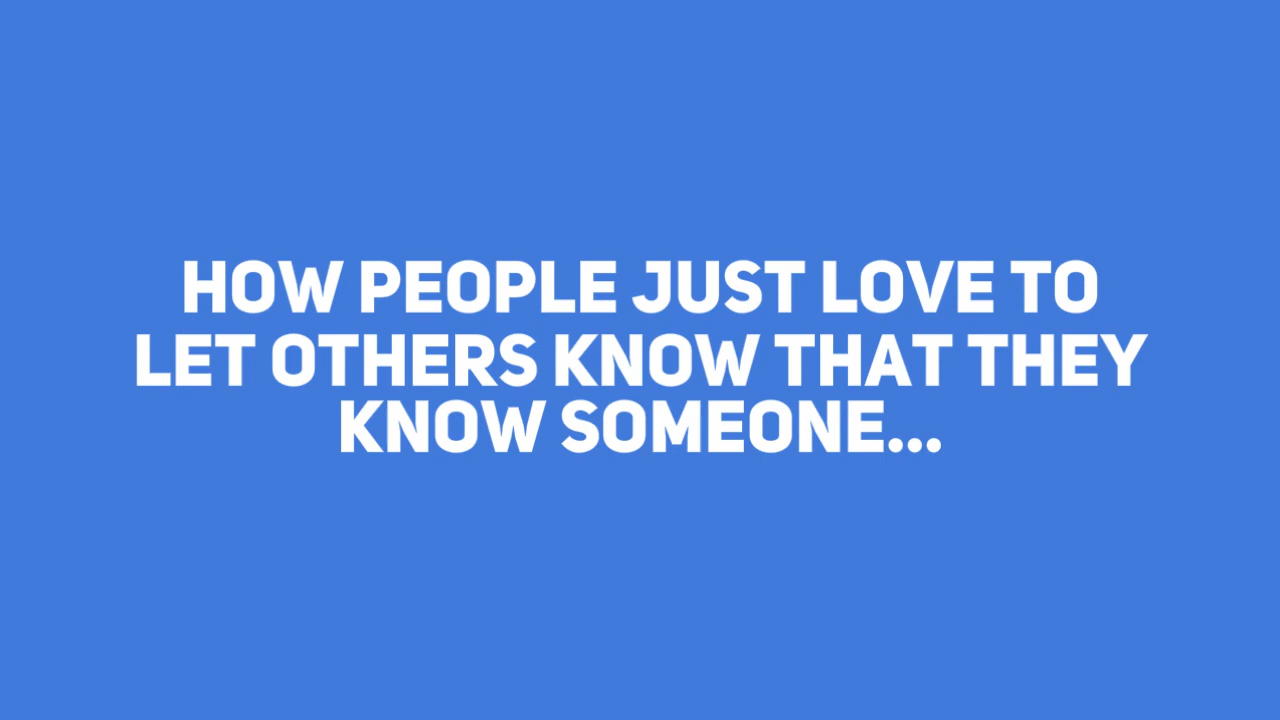 HOW PEOPLE JUST LOVE TO
LET OTHERS KNOW THAT THEY
KNOW SOMEONE...